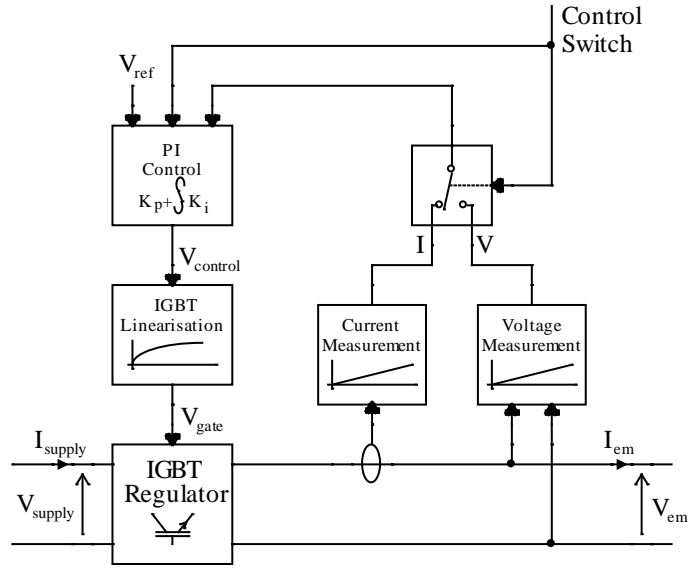 Control
Switch
V_ref
PI
Control
K_p+∫K_i
I V
V_control
IGBT
Linearisation
Current
Measurement
Voltage
Measurement
V_gate
I_supply
I_em
IGBT
Regulator
V_supply
V_em